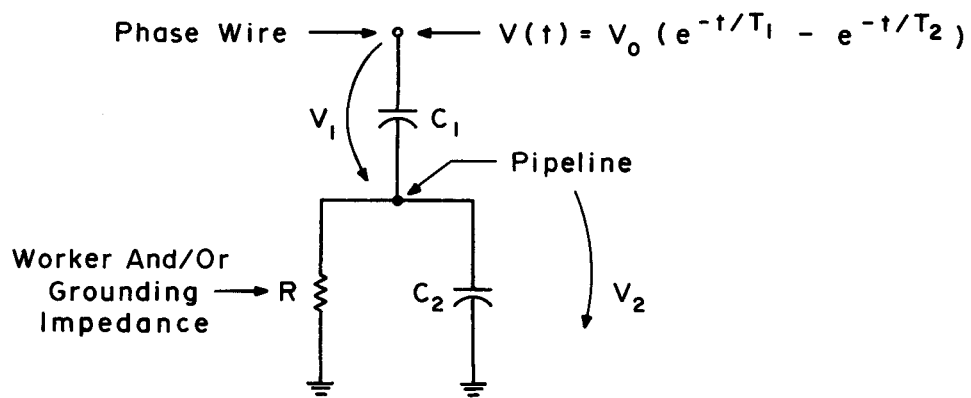 Phase Wire
V(t) = V₀ (e^{-t/T₁} - e^{-t/T₂})
V₁
C₁
Pipeline
Worker And/Or
Grounding
Impedance
R
C₂
V₂